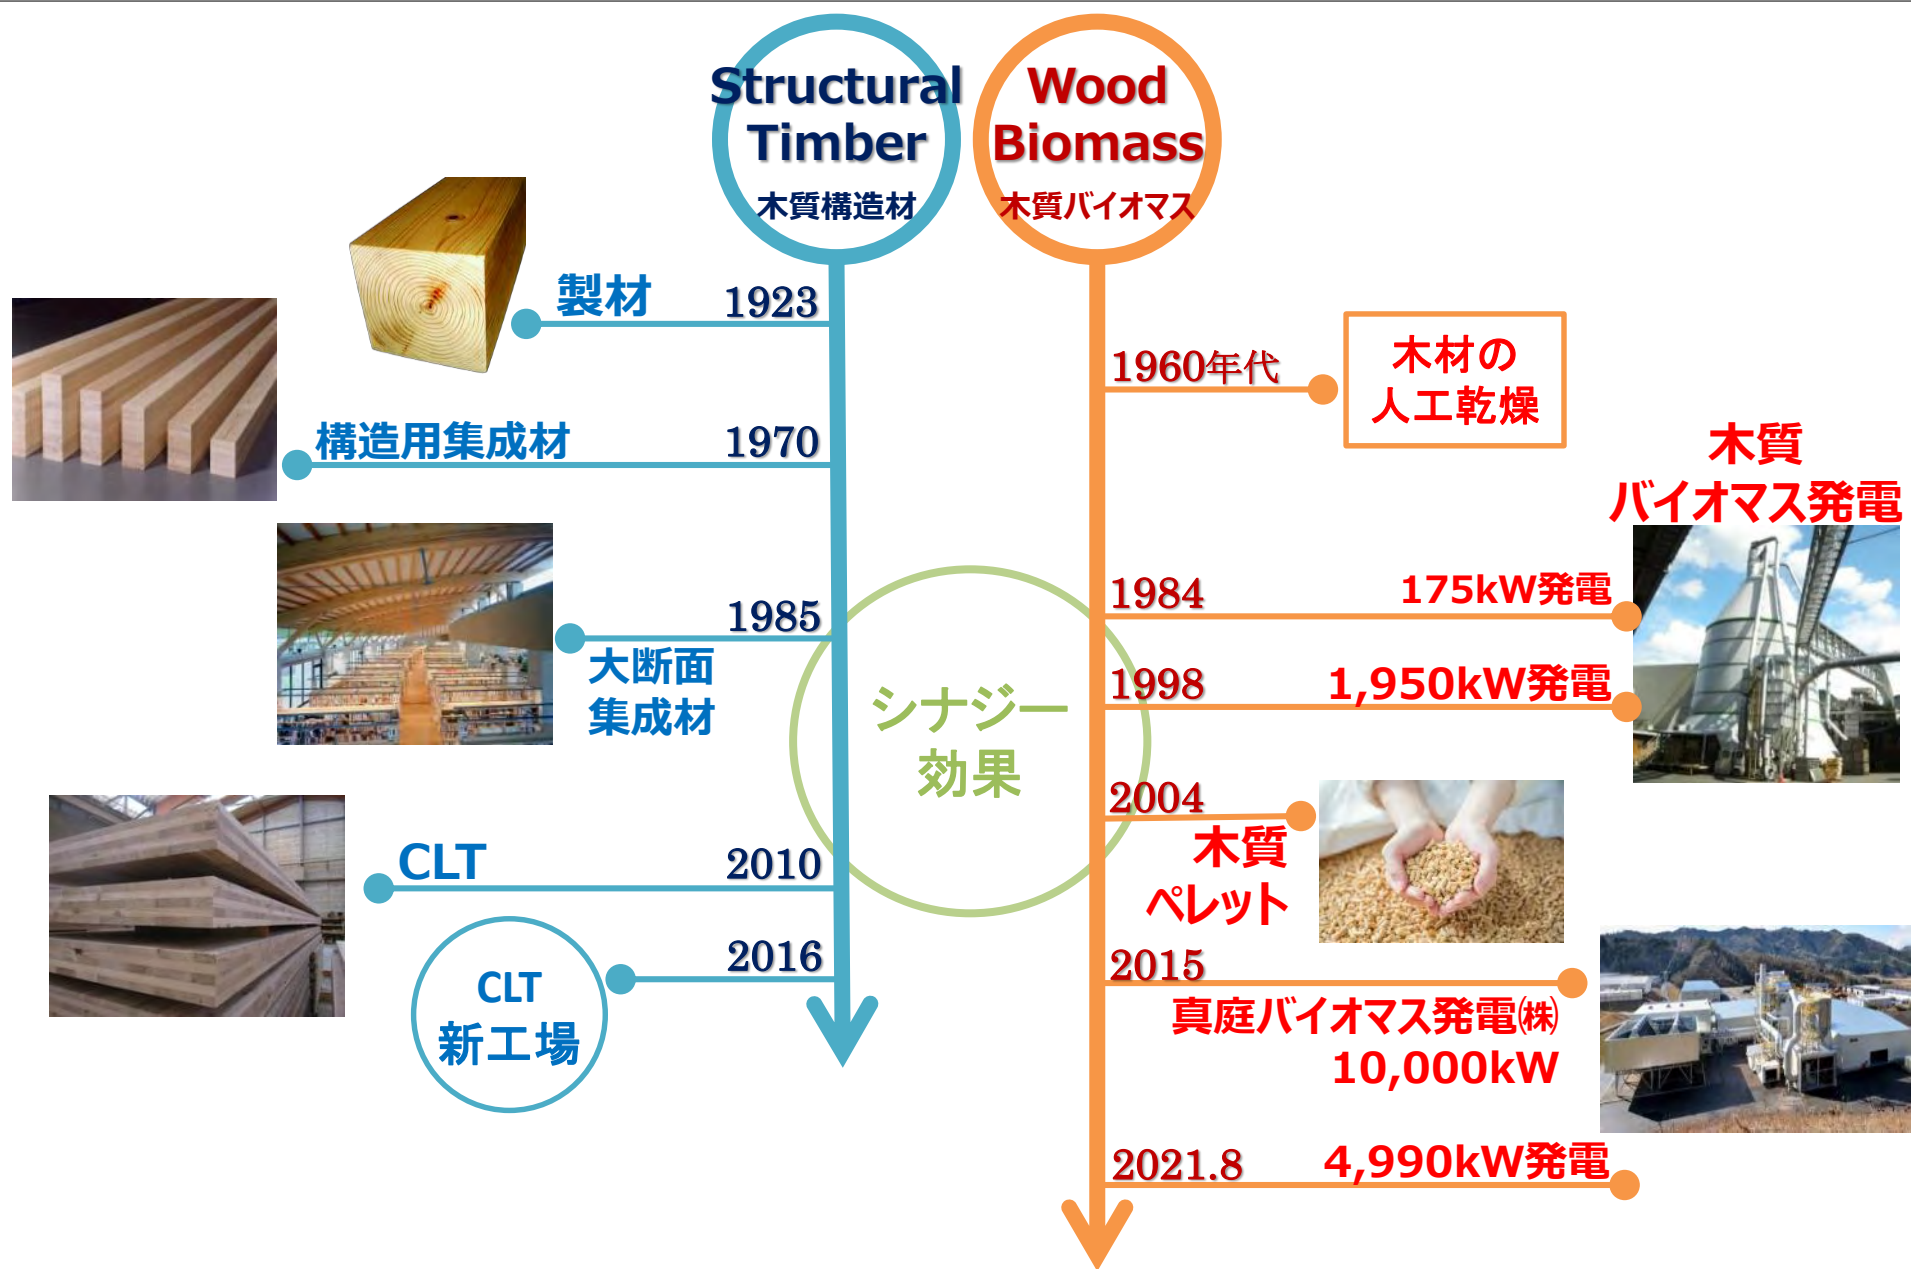 Structural
Timber
木質構造材
製材 1923
構造用集成材 1970
1985
大断面
集成材
CLT 2010
2016
CLT
新工場
シナジー
効果
Wood
Biomass
木質バイオマス
1960年代
木材の
人工乾燥
木質
バイオマス発電
1984 175kW発電
1998 1,950kW発電
2004
木質
ペレット
2015
真庭バイオマス発電㈱
10,000kW
2021.8 4,990kW発電